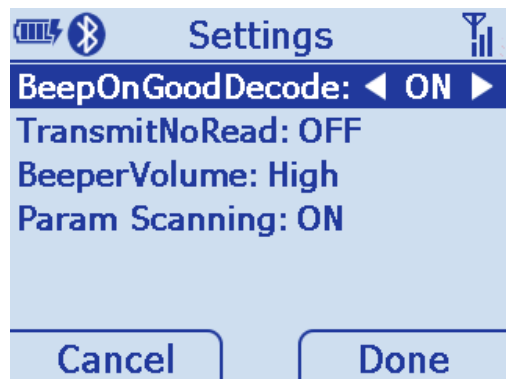 Settings
BeepOnGoodDecode: ◀ ON ▶
TransmitNoRead: OFF
BeeperVolume: High
Param Scanning: ON
Cancel Done